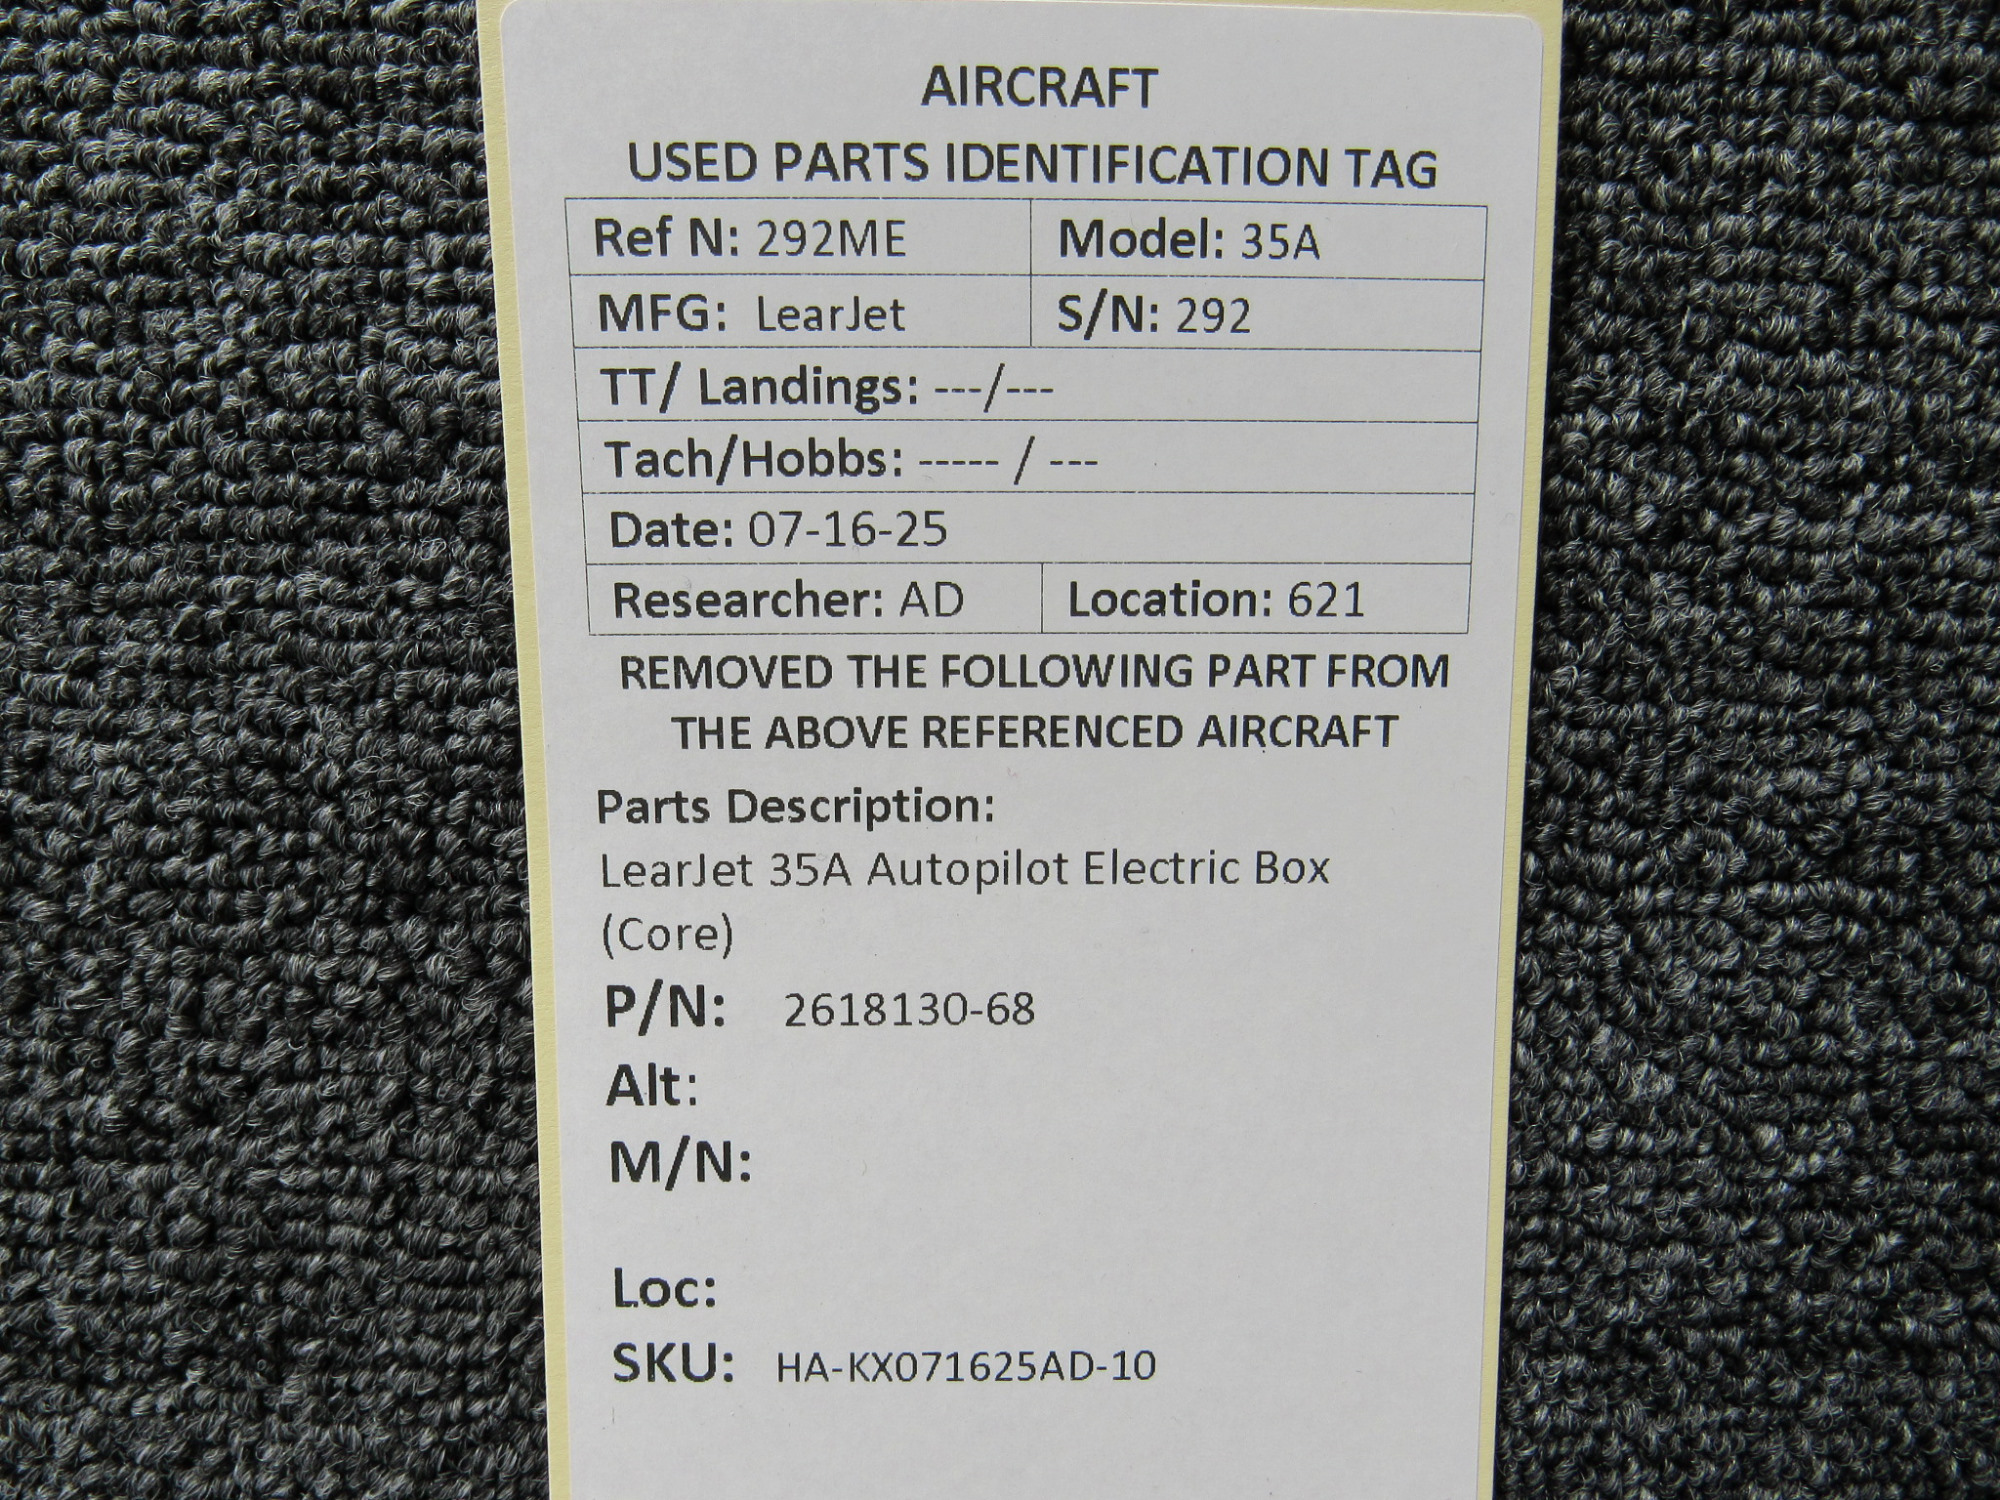 AIRCRAFT
USED PARTS IDENTIFICATION TAG
Ref N: 292ME Model: 35A
MFG: LearJet S/N: 292
TT/ Landings: ---/---
Tach/Hobbs: ----- / ---
Date: 07-16-25
Researcher: AD Location: 621
REMOVED THE FOLLOWING PART FROM
THE ABOVE REFERENCED AIRCRAFT
Parts Description:
LearJet 35A Autopilot Electric Box
(Core)
P/N: 2618130-68
Alt:
M/N:
Loc:
SKU: HA-KX071625AD-10